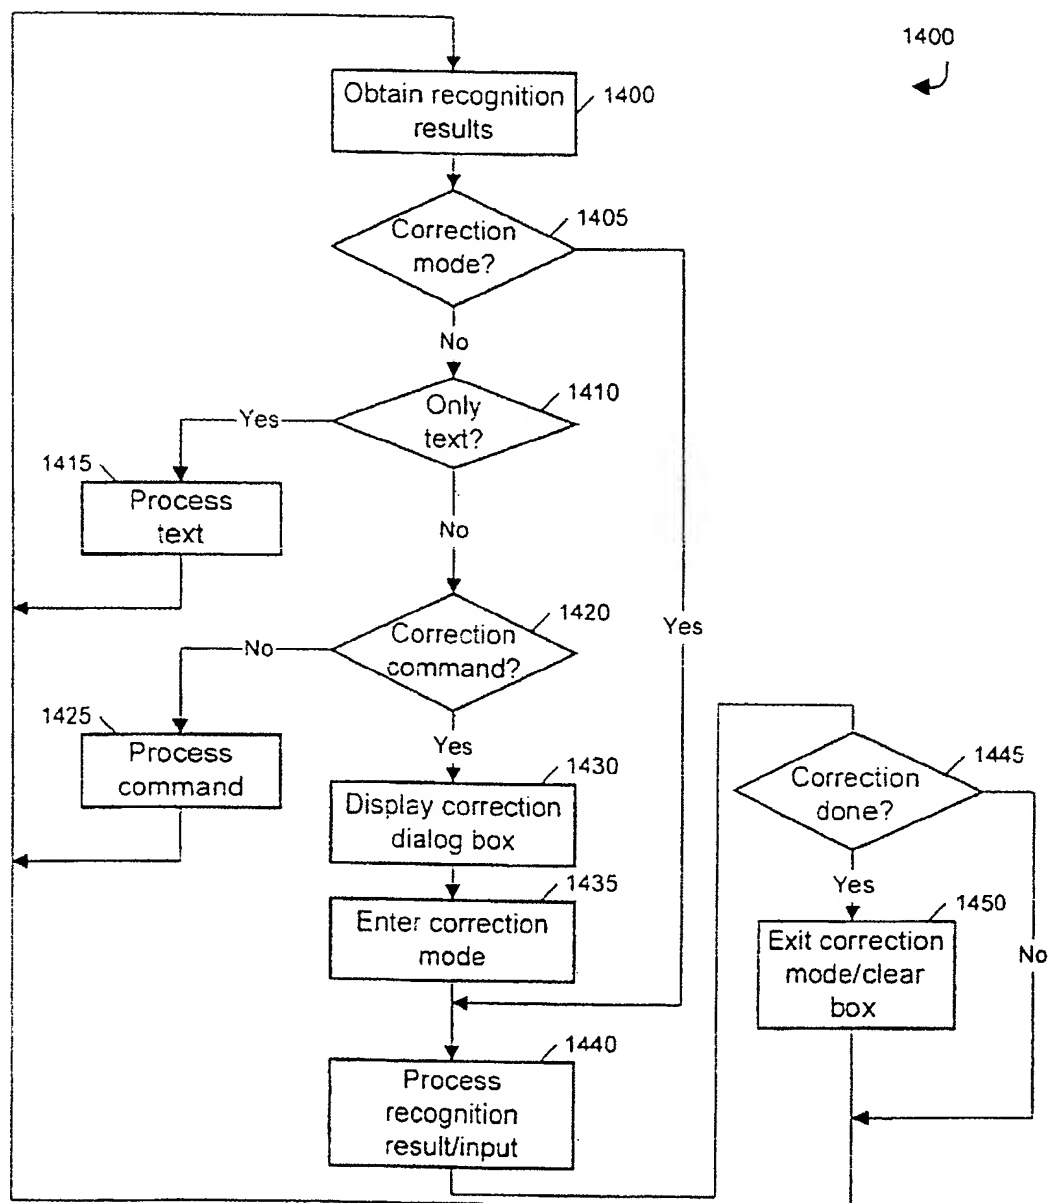 1400
Obtain recognition
results
1400
Correction
mode?
1405
No
Only
text?
1410
Yes
1415
Process
text
No
Correction
command?
1420
Yes
No
1425
Process
command
Yes
1430
Display correction
dialog box
1435
Enter correction
mode
1440
Process
recognition
result/input
Correction
done?
1445
Yes
No
1450
Exit correction
mode/clear
box